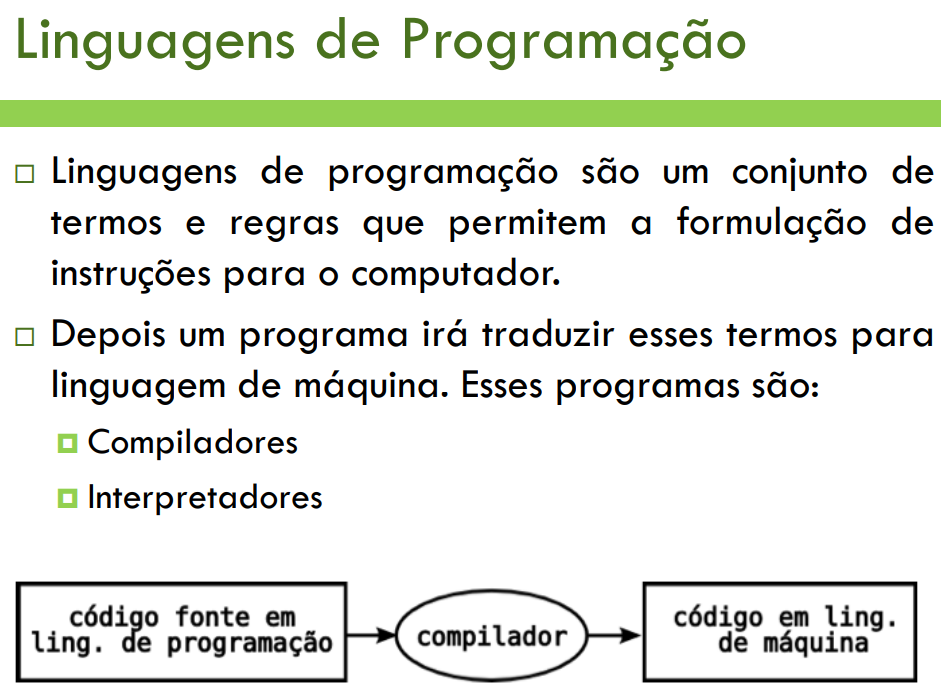 Linguagens de Programação
Linguagens de programação são um conjunto de
termos e regras que permitem a formulação de
instruções para o computador.
Depois um programa irá traduzir esses termos para
linguagem de máquina. Esses programas são:
Compiladores
Interpretadores
código fonte em
ling. de programação
compilador
código em ling.
de máquina